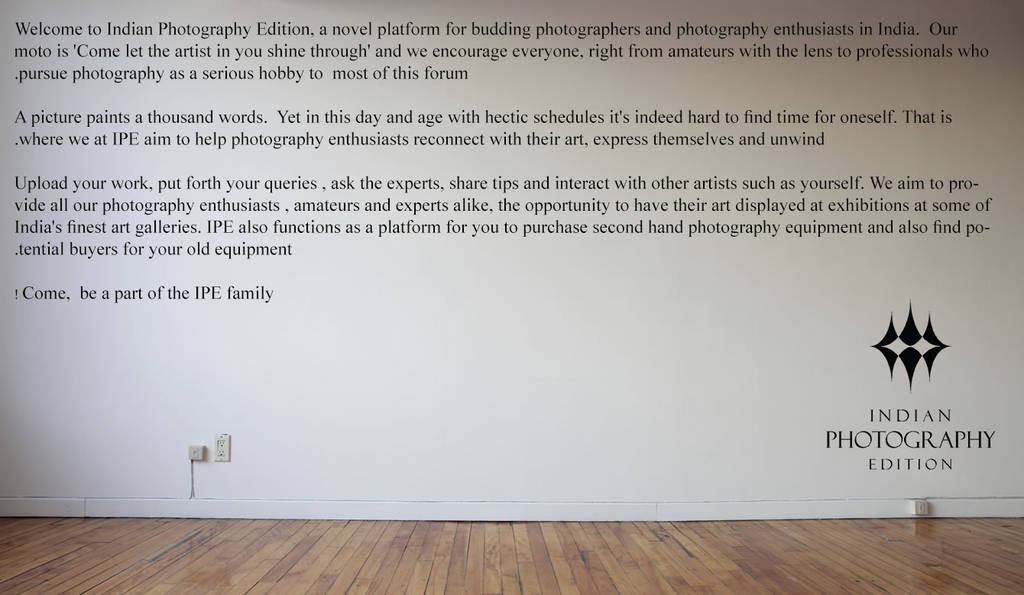 Welcome to Indian Photography Edition, a novel platform for budding photographers and photography enthusiasts in India.  Our
moto is 'Come let the artist in you shine through' and we encourage everyone, right from amateurs with the lens to professionals who
.pursue photography as a serious hobby to  most of this forum
A picture paints a thousand words.  Yet in this day and age with hectic schedules it's indeed hard to find time for oneself. That is
.where we at IPE aim to help photography enthusiasts reconnect with their art, express themselves and unwind
Upload your work, put forth your queries , ask the experts, share tips and interact with other artists such as yourself. We aim to pro-
vide all our photography enthusiasts , amateurs and experts alike, the opportunity to have their art displayed at exhibitions at some of
India's finest art galleries. IPE also functions as a platform for you to purchase second hand photography equipment and also find po-
.tential buyers for your old equipment
! Come,  be a part of the IPE family
INDIAN
PHOTOGRAPHY
EDITION